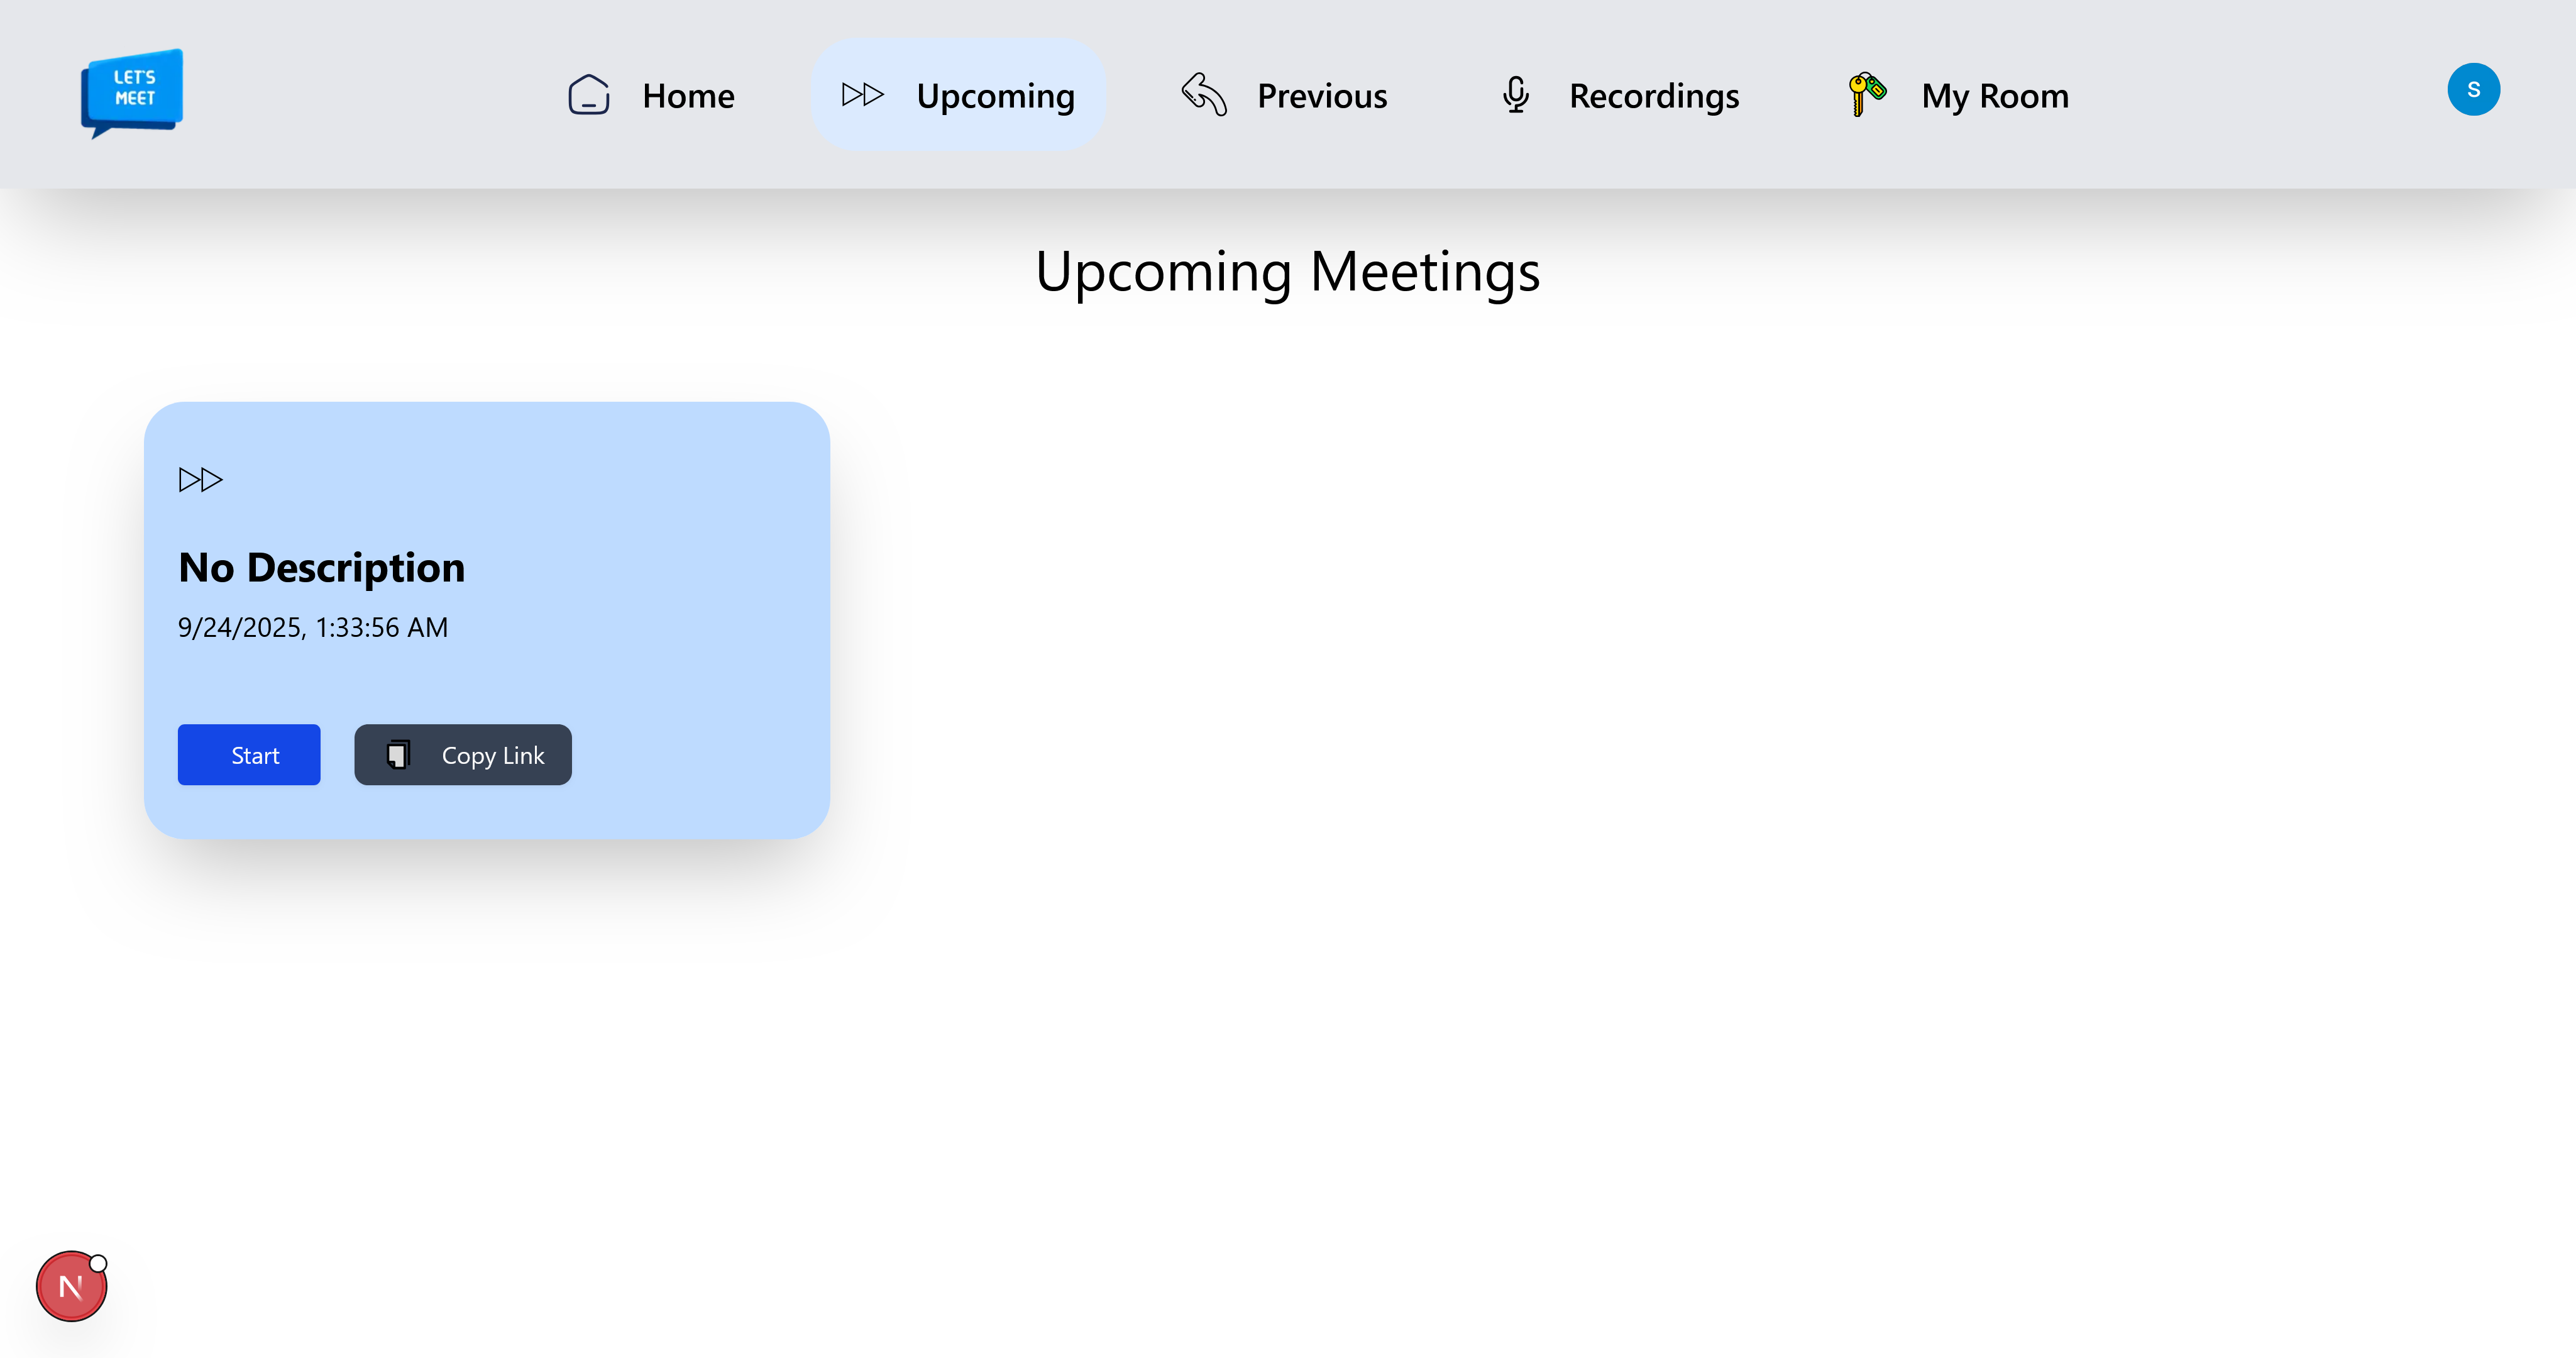 LET'S
MEET
Home
Upcoming
Previous
Recordings
My Room
S
Upcoming Meetings
No Description
9/24/2025, 1:33:56 AM
Start
Copy Link
N